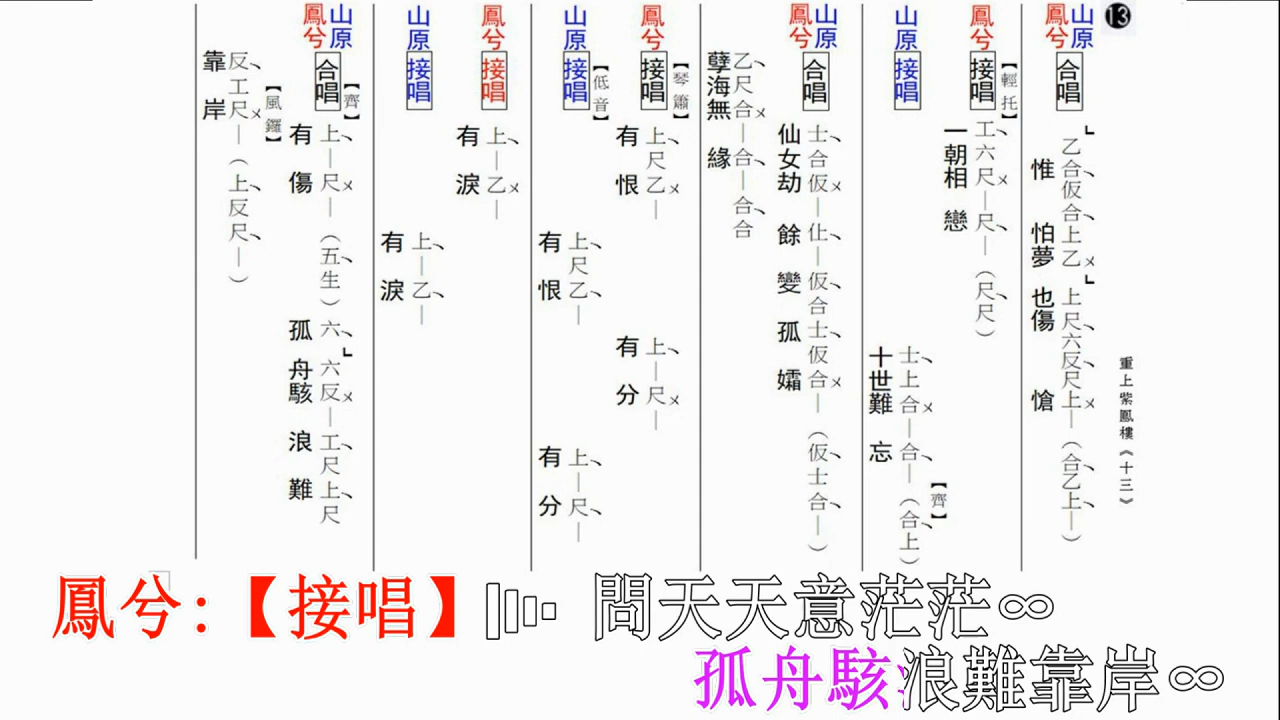 ⓭
重上紫鳳樓《十三》
山原
鳳兮
合唱
乙合仮合上乙 上尺六反尺上—(合乙上—)
惟怕夢也傷愴
鳳兮
接唱
【輕托】
工六尺—尺—(尺尺)
一朝相戀
山原
接唱
士上合—合—(合上)
【齊】
十世難忘
山原
鳳兮
合唱
士合仮—仩—仮合士仮合—(仮士合—)
仙女劫餘變孤孀
乙尺合—合—合合
孽海無緣
鳳兮
接唱
【琴簫】
上尺乙— 上—尺—
有恨 有分
山原
接唱
【低音】
上尺乙— 上—尺—
有恨 有分
鳳兮
接唱
上—乙—
有淚
山原
接唱
上—乙—
有淚
山原
鳳兮
合唱
【齊】
上—尺—(五生)六六反—工尺上尺
有傷孤舟駭浪難
【風鑼】
反工尺—(上反尺—)
靠岸
鳳兮:【接唱】 問天天意茫茫∞
孤舟駭浪難靠岸∞